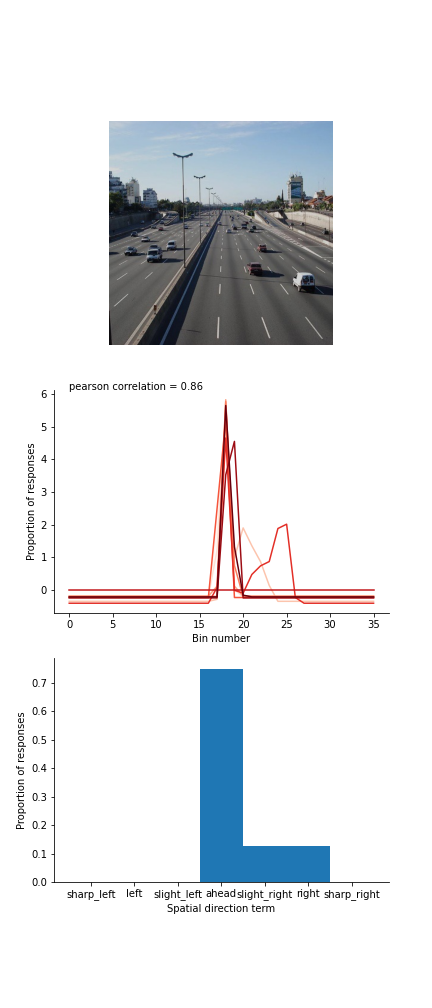 pearson correlation = 0.86
6
5
4
3
2
1
0
Proportion of responses
0 5 10 15 20 25 30 35
Bin number
0.7
0.6
0.5
0.4
0.3
0.2
0.1
0.0
Proportion of responses
sharp_left left slight_left ahead slight_right right sharp_right
Spatial direction term